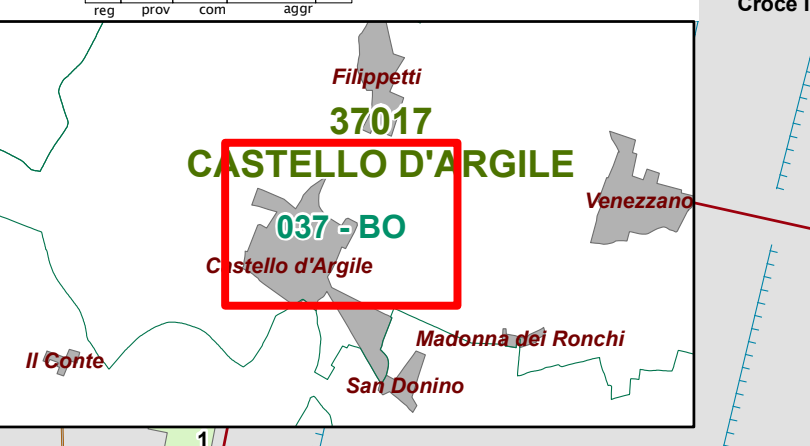 reg prov com aggr
Croce
Filippetti
37017
CASTELLO D'ARGILE
Venezzano
037 - BO
Castello d'Argile
Madonna dei Ronchi
Il Conte
San Donino
1